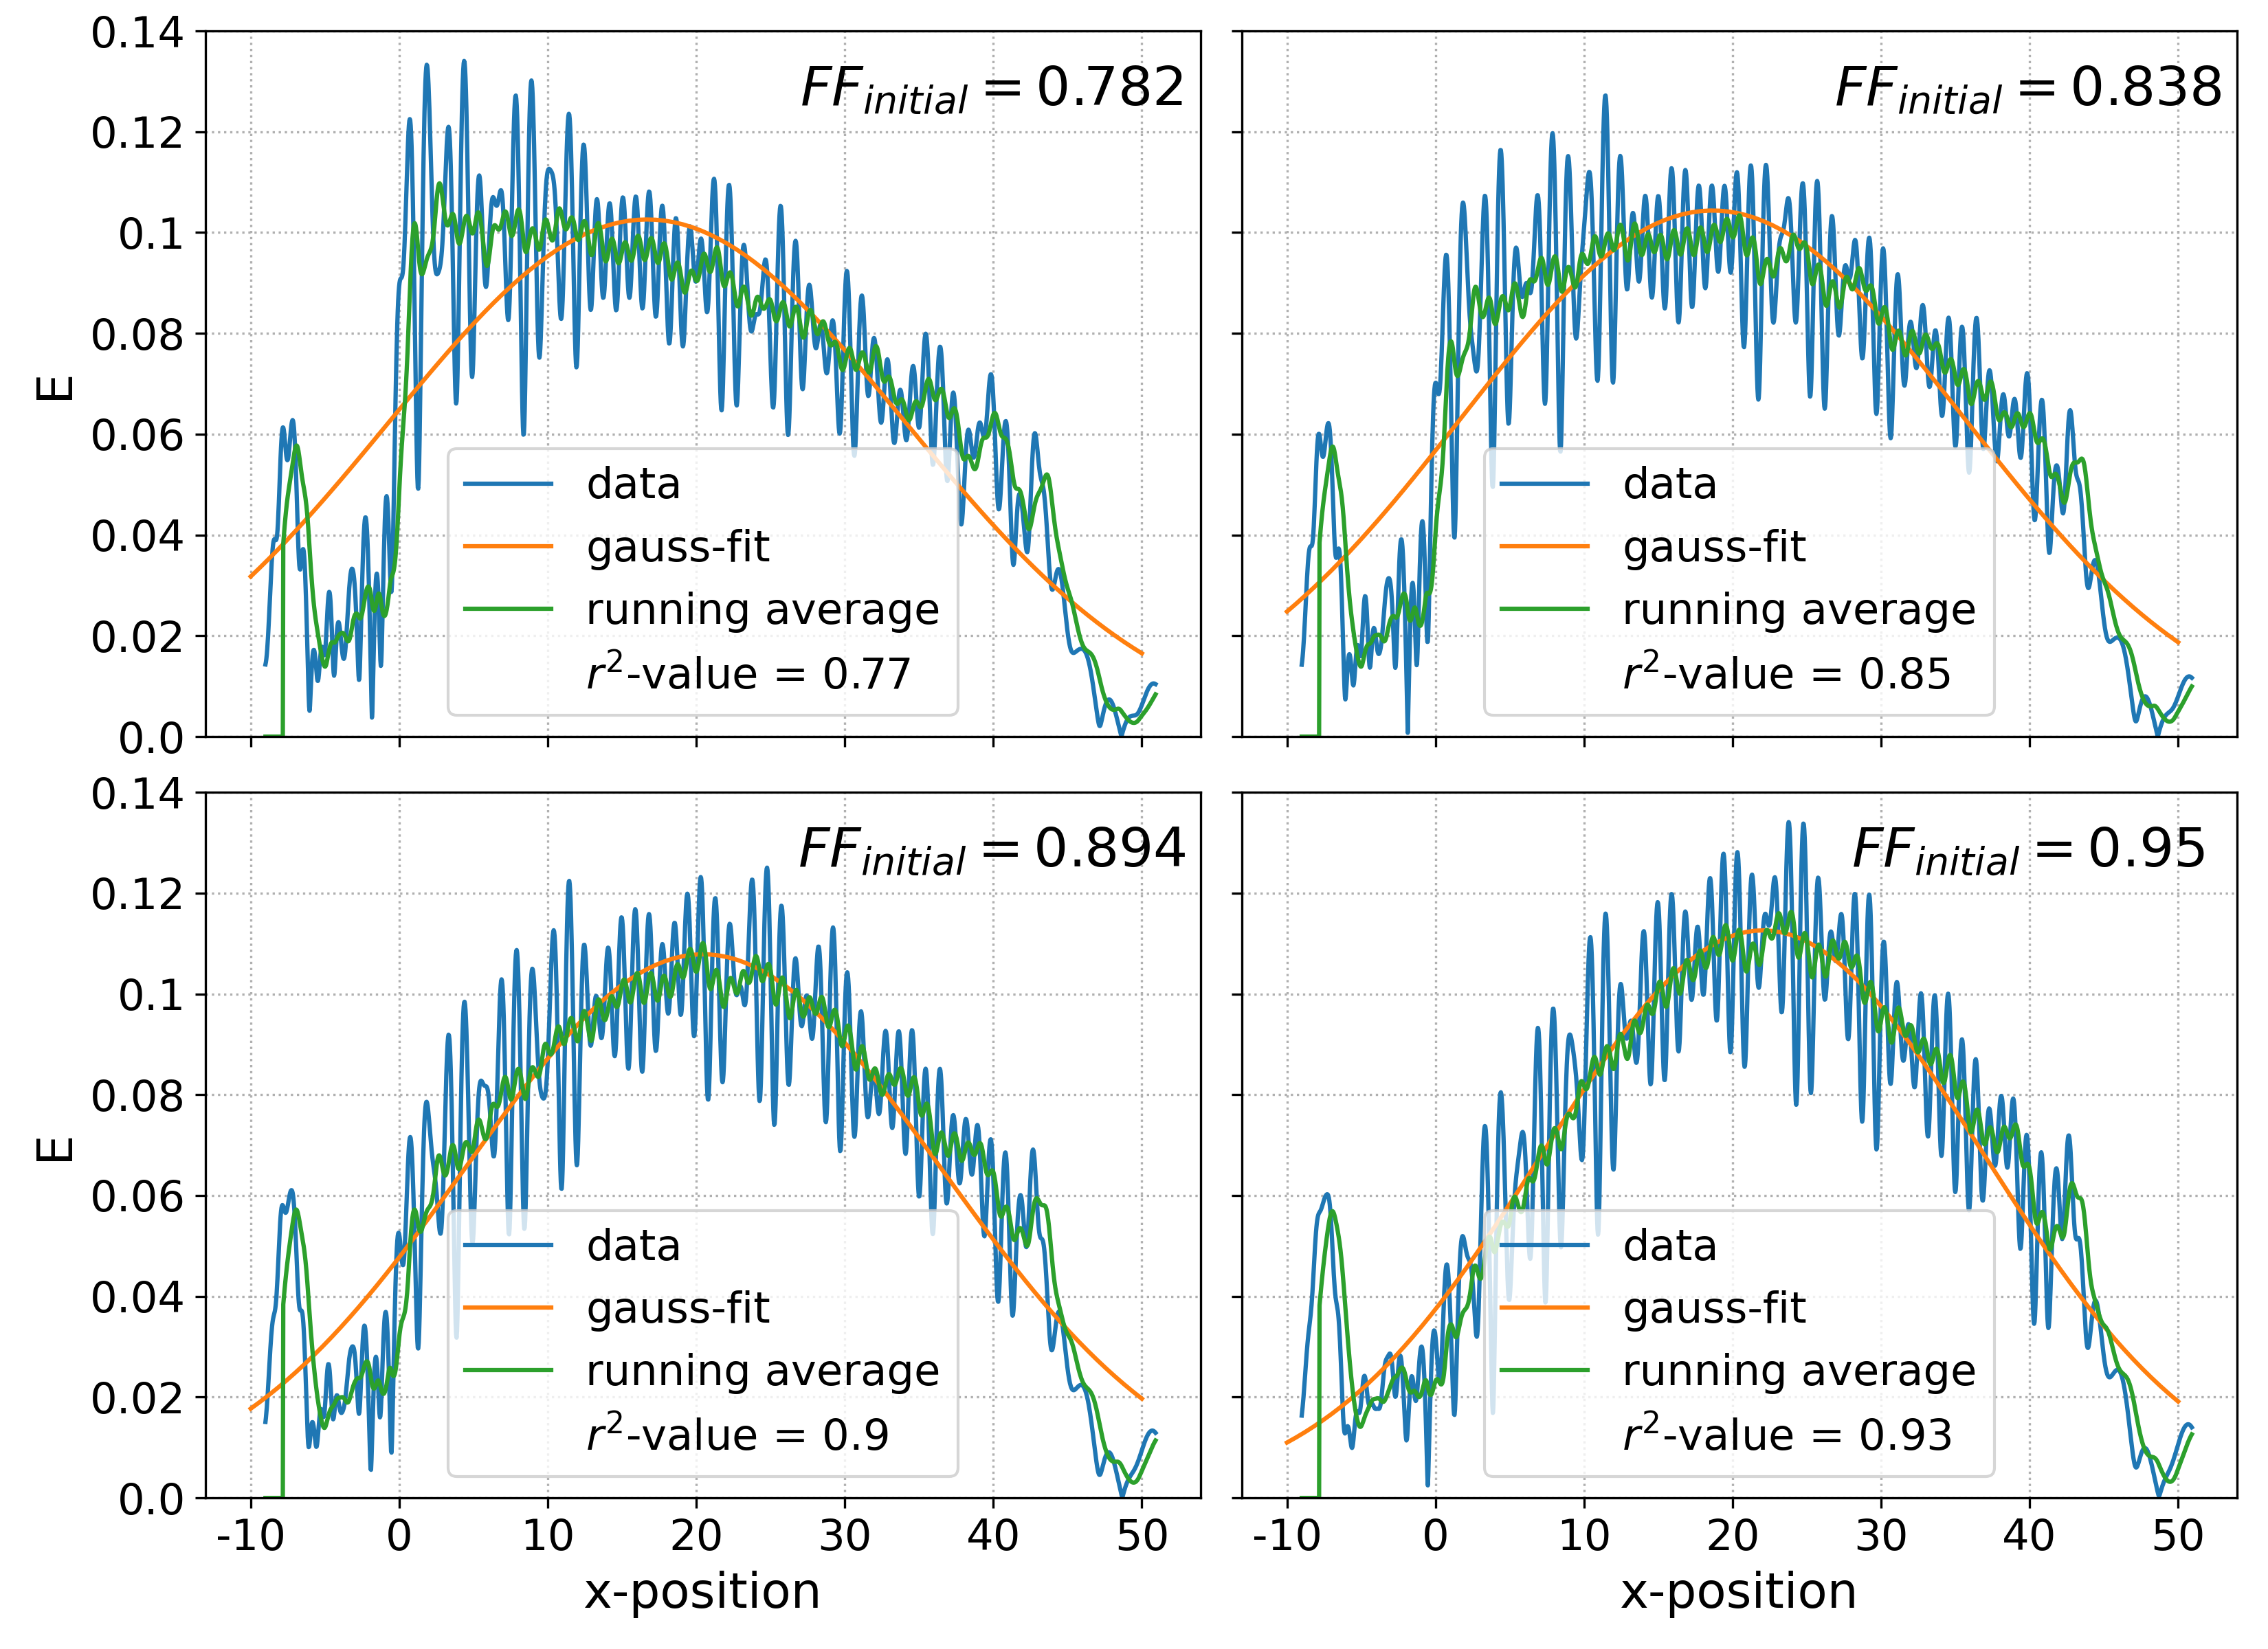 0.14
0.12
0.1
0.08
0.06
0.04
0.02
0.0
E
FF_initial = 0.782
data
gauss-fit
running average
r²-value = 0.77
FF_initial = 0.838
data
gauss-fit
running average
r²-value = 0.85
0.14
0.12
0.1
0.08
0.06
0.04
0.02
0.0
E
FF_initial = 0.894
data
gauss-fit
running average
r²-value = 0.9
-10 0 10 20 30 40 50
x-position
FF_initial = 0.95
data
gauss-fit
running average
r²-value = 0.93
-10 0 10 20 30 40 50
x-position